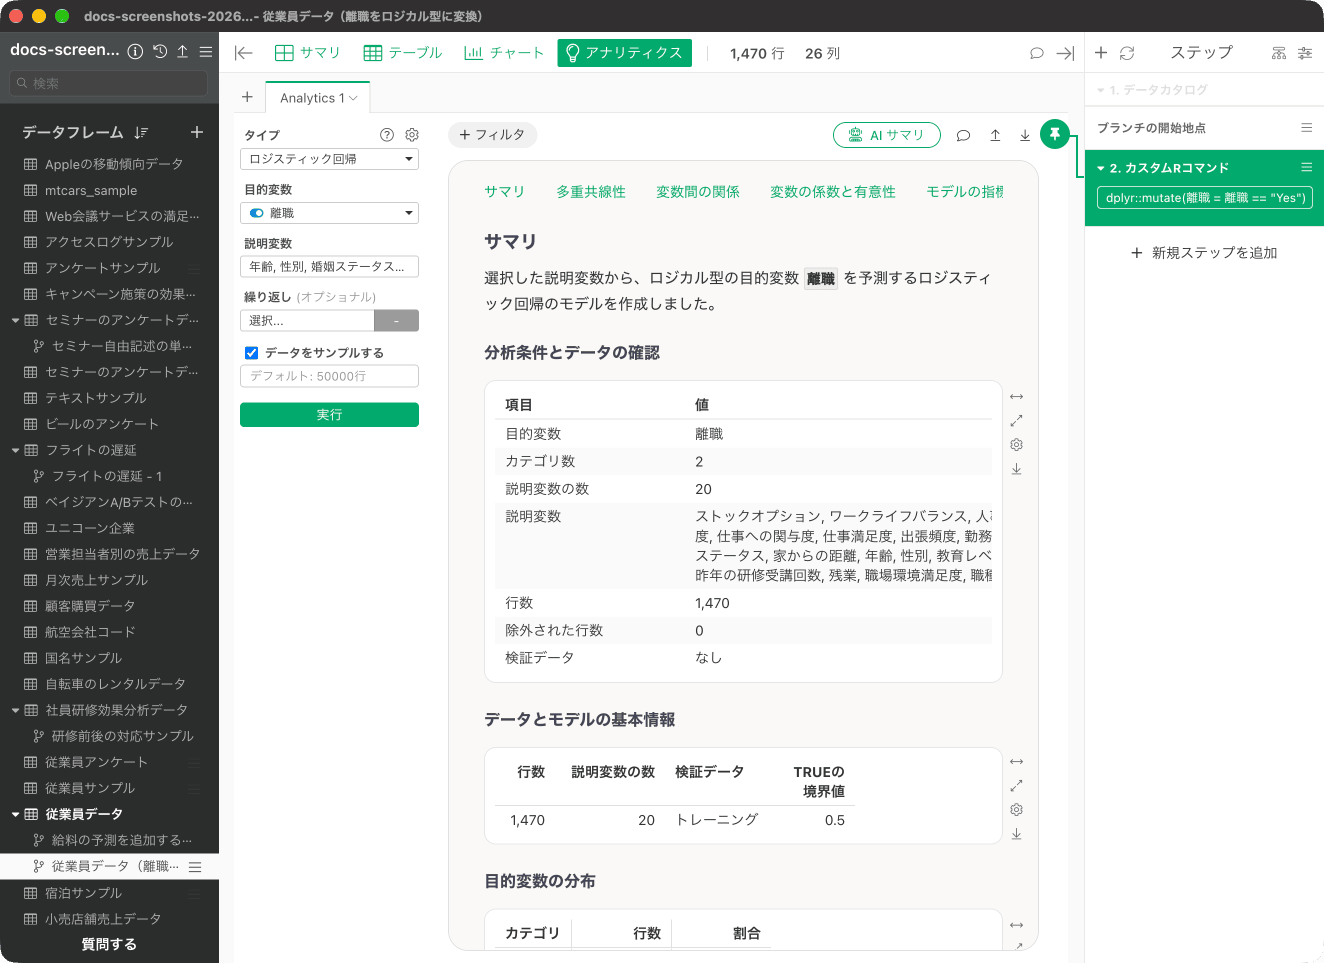 docs-screenshots-2026...- 従業員データ（離職をロジカル型に変換）
docs-screen...
検索
データフレーム
Appleの移動傾向データ
mtcars_sample
Web会議サービスの満足···
アクセスログサンプル
アンケートサンプル
キャンペーン施策の効果···
セミナーのアンケートデ···
セミナー自由記述の単···
セミナーのアンケートデ···
テキストサンプル
ビールのアンケート
フライトの遅延
フライトの遅延 - 1
ベイジアンA/Bテストの···
ユニコーン企業
営業担当者別の売上データ
月次売上サンプル
顧客購買データ
航空会社コード
国名サンプル
自転車のレンタルデータ
社員研修効果分析データ
研修前後の対応サンプル
従業員アンケート
従業員サンプル
従業員データ
給料の予測を追加する···
従業員データ（離職···
宿泊サンプル
小売店舗売上データ
質問する
サマリ
テーブル
チャート
アナリティクス
1,470 行
26 列
Analytics 1
タイプ
ロジスティック回帰
目的変数
離職
説明変数
年齢, 性別, 婚姻ステータス...
繰り返し (オプショナル)
選択... -
データをサンプルする
デフォルト: 50000行
実行
+ フィルタ
AI サマリ
サマリ 多重共線性 変数間の関係 変数の係数と有意性 モデルの指標
サマリ
選択した説明変数から、ロジカル型の目的変数 離職 を予測するロジスティ
ック回帰のモデルを作成しました。
分析条件とデータの確認
項目 値
目的変数 離職
カテゴリ数 2
説明変数の数 20
説明変数 ストックオプション, ワークライフバランス, 人
度, 仕事への関与度, 仕事満足度, 出張頻度, 勤務
ステータス, 家からの距離, 年齢, 性別, 教育レベ
昨年の研修受講回数, 残業, 職場環境満足度, 職種
行数 1,470
除外された行数 0
検証データ なし
データとモデルの基本情報
行数 説明変数の数 検証データ TRUEの
境界値
1,470 20 トレーニング 0.5
目的変数の分布
カテゴリ 行数 割合
ステップ
1. データカタログ
ブランチの開始地点
2. カスタムRコマンド
dplyr::mutate(離職 = 離職 == "Yes")
+ 新規ステップを追加